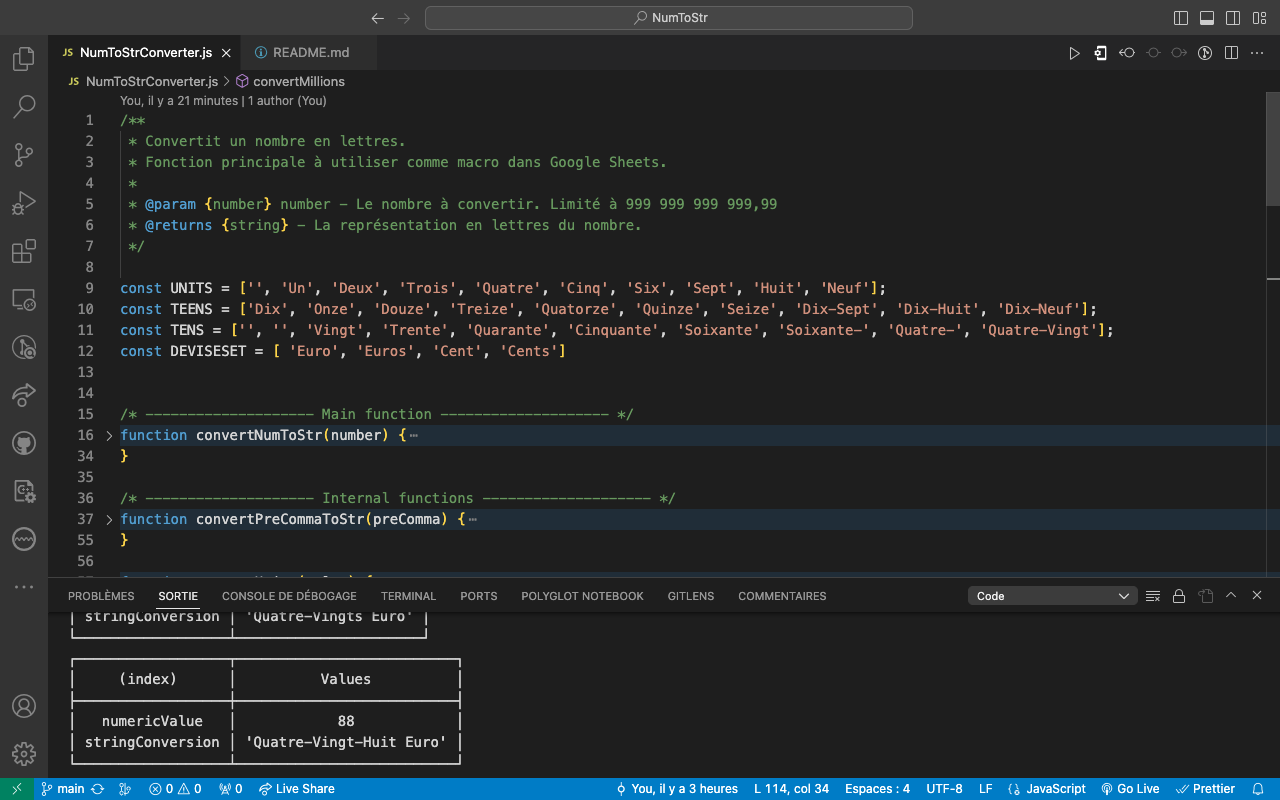 NumToStr
JS NumToStrConverter.js
README.md
JS NumToStrConverter.js > convertMillions
You, il y a 21 minutes | 1 author (You)
1 /**
2 * Convertit un nombre en lettres.
3 * Fonction principale à utiliser comme macro dans Google Sheets.
4 *
5 * @param {number} number – Le nombre à convertir. Limité à 999 999 999 999,99
6 * @returns {string} – La représentation en lettres du nombre.
7 */
8
9 const UNITS = ['', 'Un', 'Deux', 'Trois', 'Quatre', 'Cinq', 'Six', 'Sept', 'Huit', 'Neuf'];
10 const TEENS = ['Dix', 'Onze', 'Douze', 'Treize', 'Quatorze', 'Quinze', 'Seize', 'Dix-Sept', 'Dix-Huit', 'Dix-Neuf'];
11 const TENS = ['', '', 'Vingt', 'Trente', 'Quarante', 'Cinquante', 'Soixante', 'Soixante-', 'Quatre-', 'Quatre-Vingt'];
12 const DEVISESET = [ 'Euro', 'Euros', 'Cent', 'Cents']
13
14
15 /* -------------------- Main function -------------------- */
16 function convertNumToStr(number) {⋯
34 }
35
36 /* -------------------- Internal functions -------------------- */
37 function convertPreCommaToStr(preComma) {⋯
55 }
56
PROBLÈMES SORTIE CONSOLE DE DÉBOGAGE TERMINAL PORTS POLYGLOT NOTEBOOK GITLENS COMMENTAIRES Code
stringConversion 'Quatre-Vingts Euro'
(index) Values
numericValue 88
stringConversion 'Quatre-Vingt-Huit Euro'
main 0 0 0 Live Share You, il y a 3 heures L 114, col 34 Espaces : 4 UTF-8 LF JavaScript Go Live Prettier